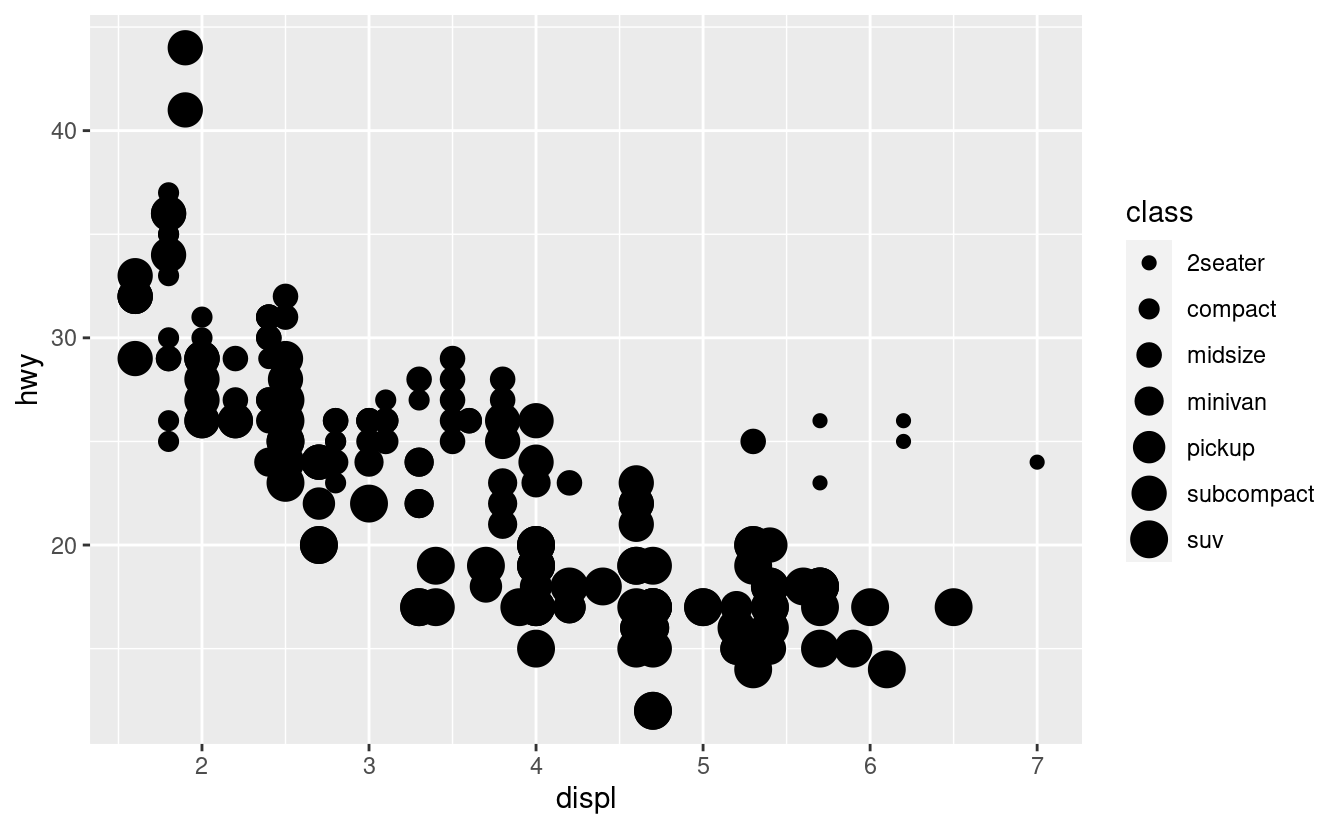 40
30
20
hwy
2 3 4 5 6 7
displ
class
2seater
compact
midsize
minivan
pickup
subcompact
suv